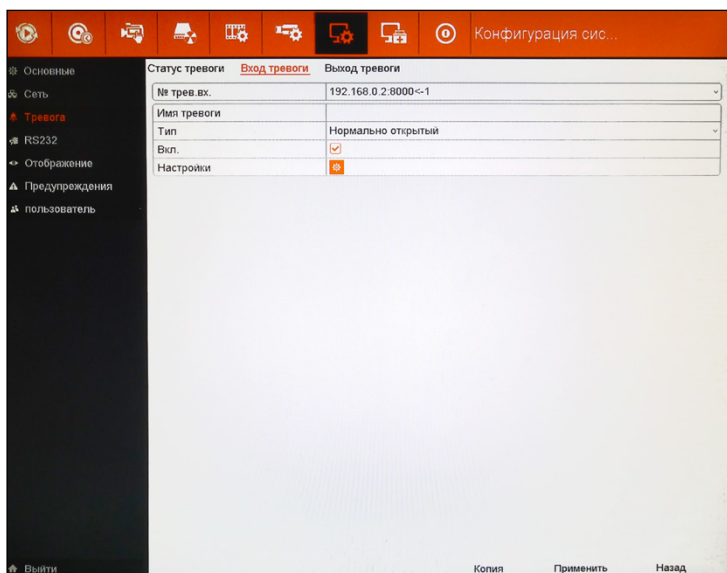 Конфигурация сис...
Основные
Сеть
Тревога
RS232
Отображение
Предупреждения
пользователь
Выйти
Статус тревоги Вход тревоги Выход тревоги
№ трев.вх. 192.168.0.2:8000<-1
Имя тревоги
Тип Нормально открытый
Вкл.
Настройки
Копия Применить Назад